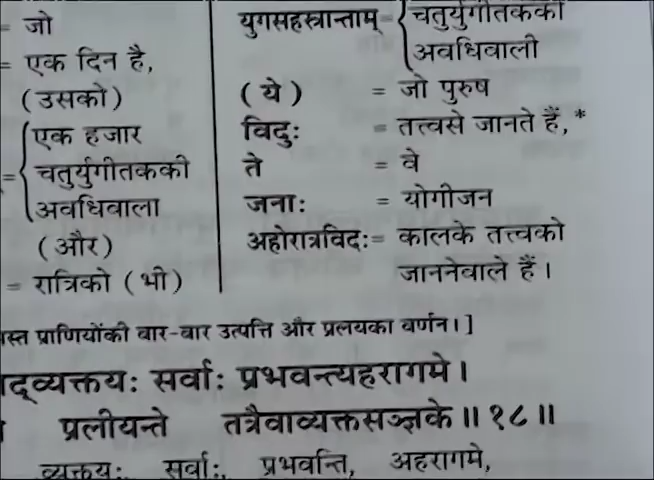 = जो
= एक दिन है,
(उसको)
= एक हजार
चतुर्युगीतककी
अवधिवाला
(और)
= रात्रिको (भी)
युगसहस्रान्ताम् = चतुर्युगीतककी
अवधिवाली
(ये) = जो पुरुष
विदुः = तत्त्वसे जानते हैं,*
ते = वे
जनाः = योगीजन
अहोरात्रविदः = कालके तत्त्वको
जाननेवाले हैं।
प्राणियोंकी बार-बार उत्पत्ति और प्रलयका वर्णन।]
सर्वाः प्रभवन्त्यहरागमे।
प्रलीयन्ते तत्रैवाव्यक्तसञ्ज्ञके॥१८॥
व्यक्तयः, सर्वाः, प्रभवन्ति, अहरागमे,